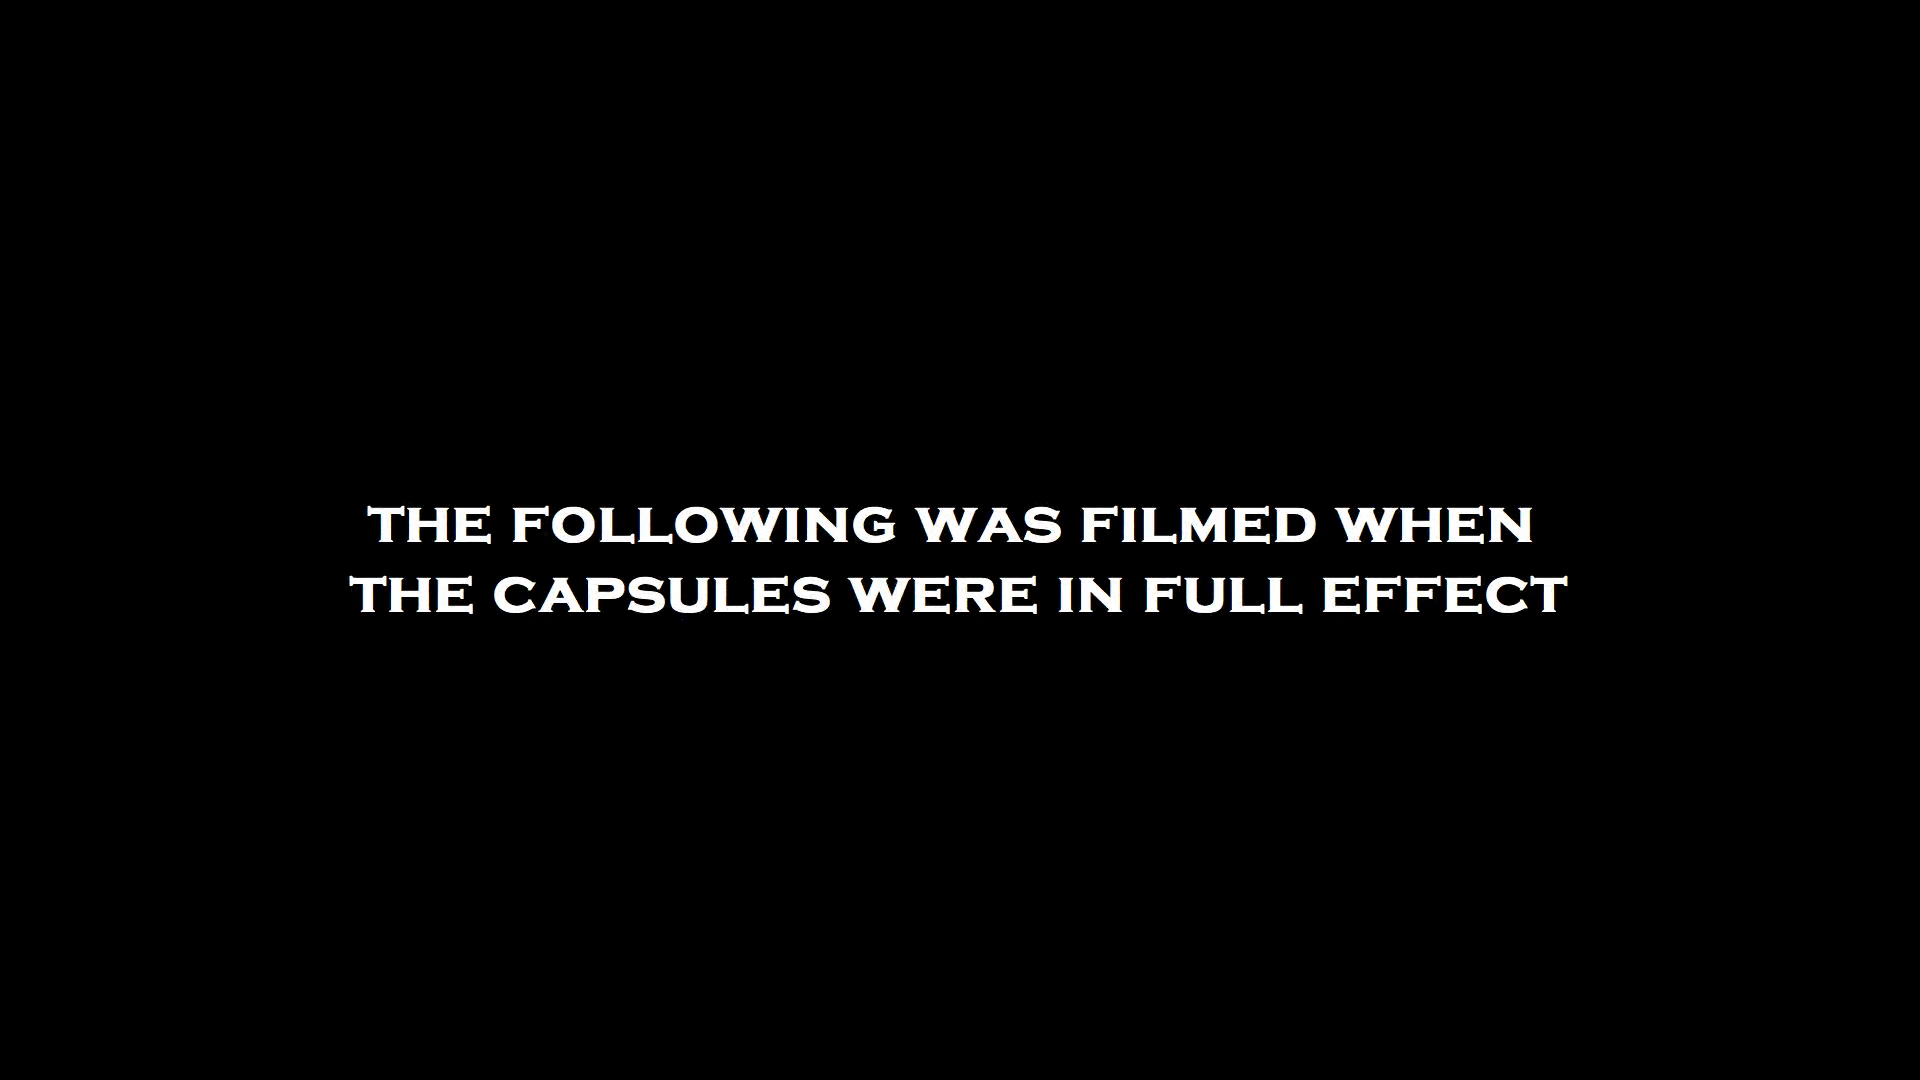 THE FOLLOWING WAS FILMED WHEN
THE CAPSULES WERE IN FULL EFFECT